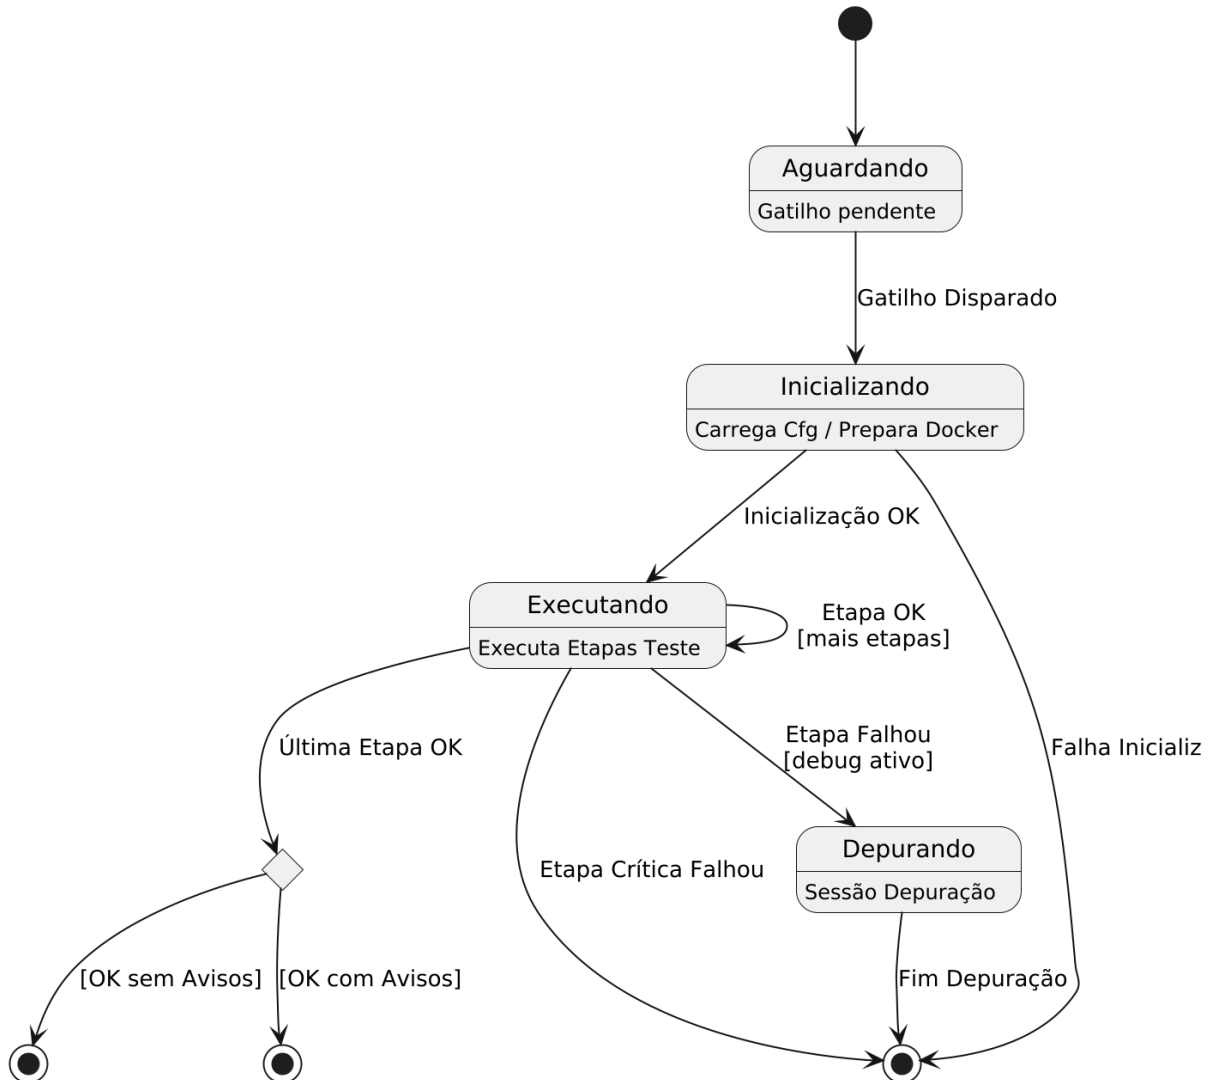 Aguardando
Gatilho pendente
Gatilho Disparado
Inicializando
Carrega Cfg / Prepara Docker
Inicialização OK
Executando
Executa Etapas Teste
Etapa OK
[mais etapas]
Última Etapa OK
Etapa Falhou
[debug ativo]
Falha Inicializ
Etapa Crítica Falhou
Depurando
Sessão Depuração
[OK sem Avisos]
[OK com Avisos]
Fim Depuração